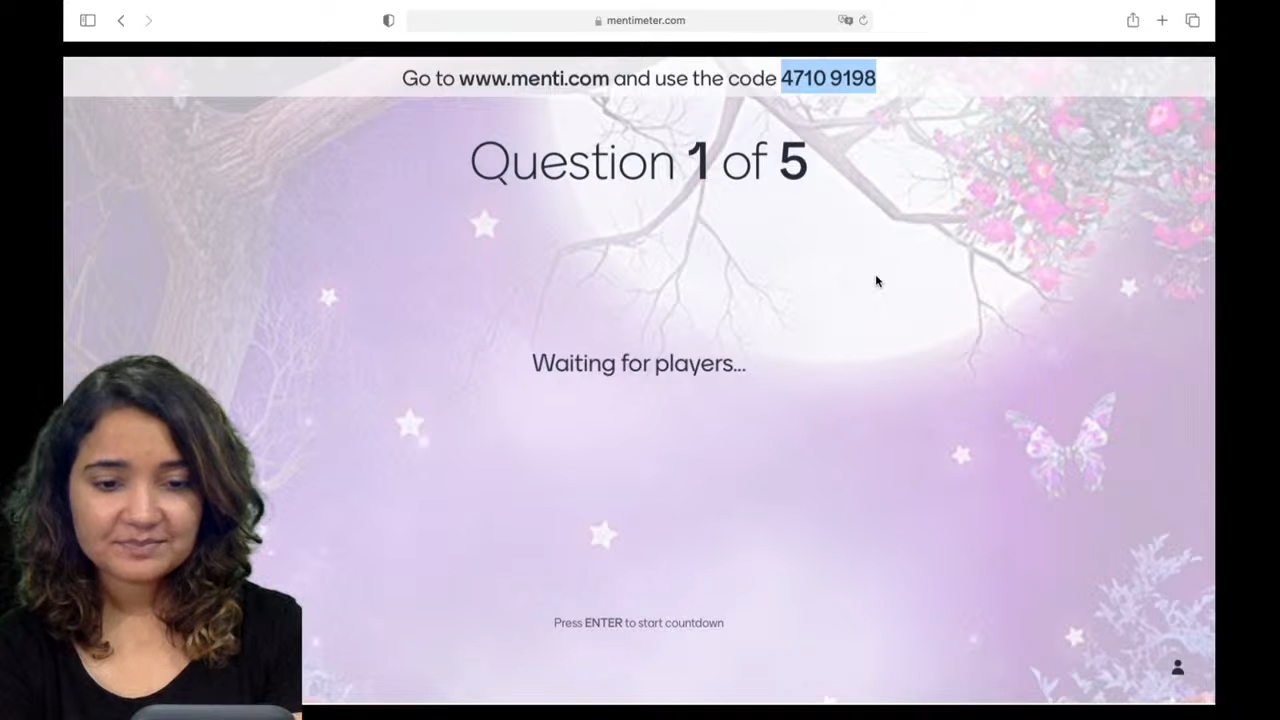 mentimeter.com
Go to www.menti.com and use the code 4710 9198
Question 1 of 5
Waiting for players...
Press ENTER to start countdown